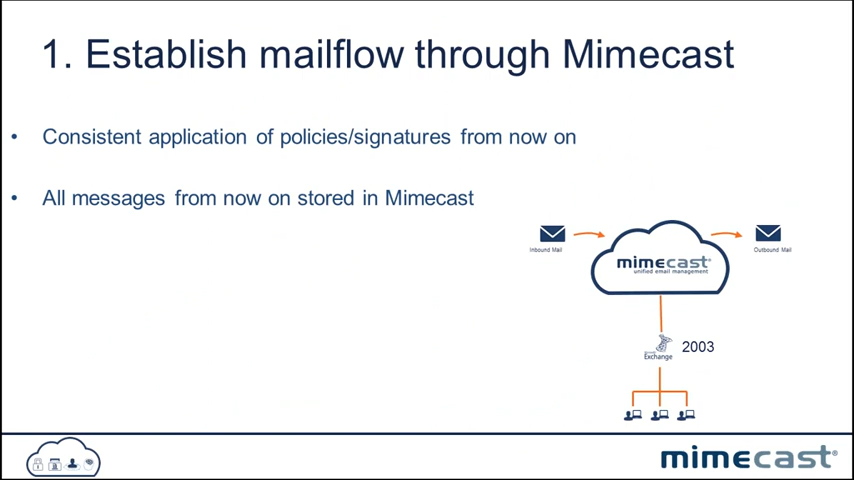 1. Establish mailflow through Mimecast
• Consistent application of policies/signatures from now on
• All messages from now on stored in Mimecast
Inbound Mail
Outbound Mail
mimecast®
unified email management
Exchange
2003
mimecast®